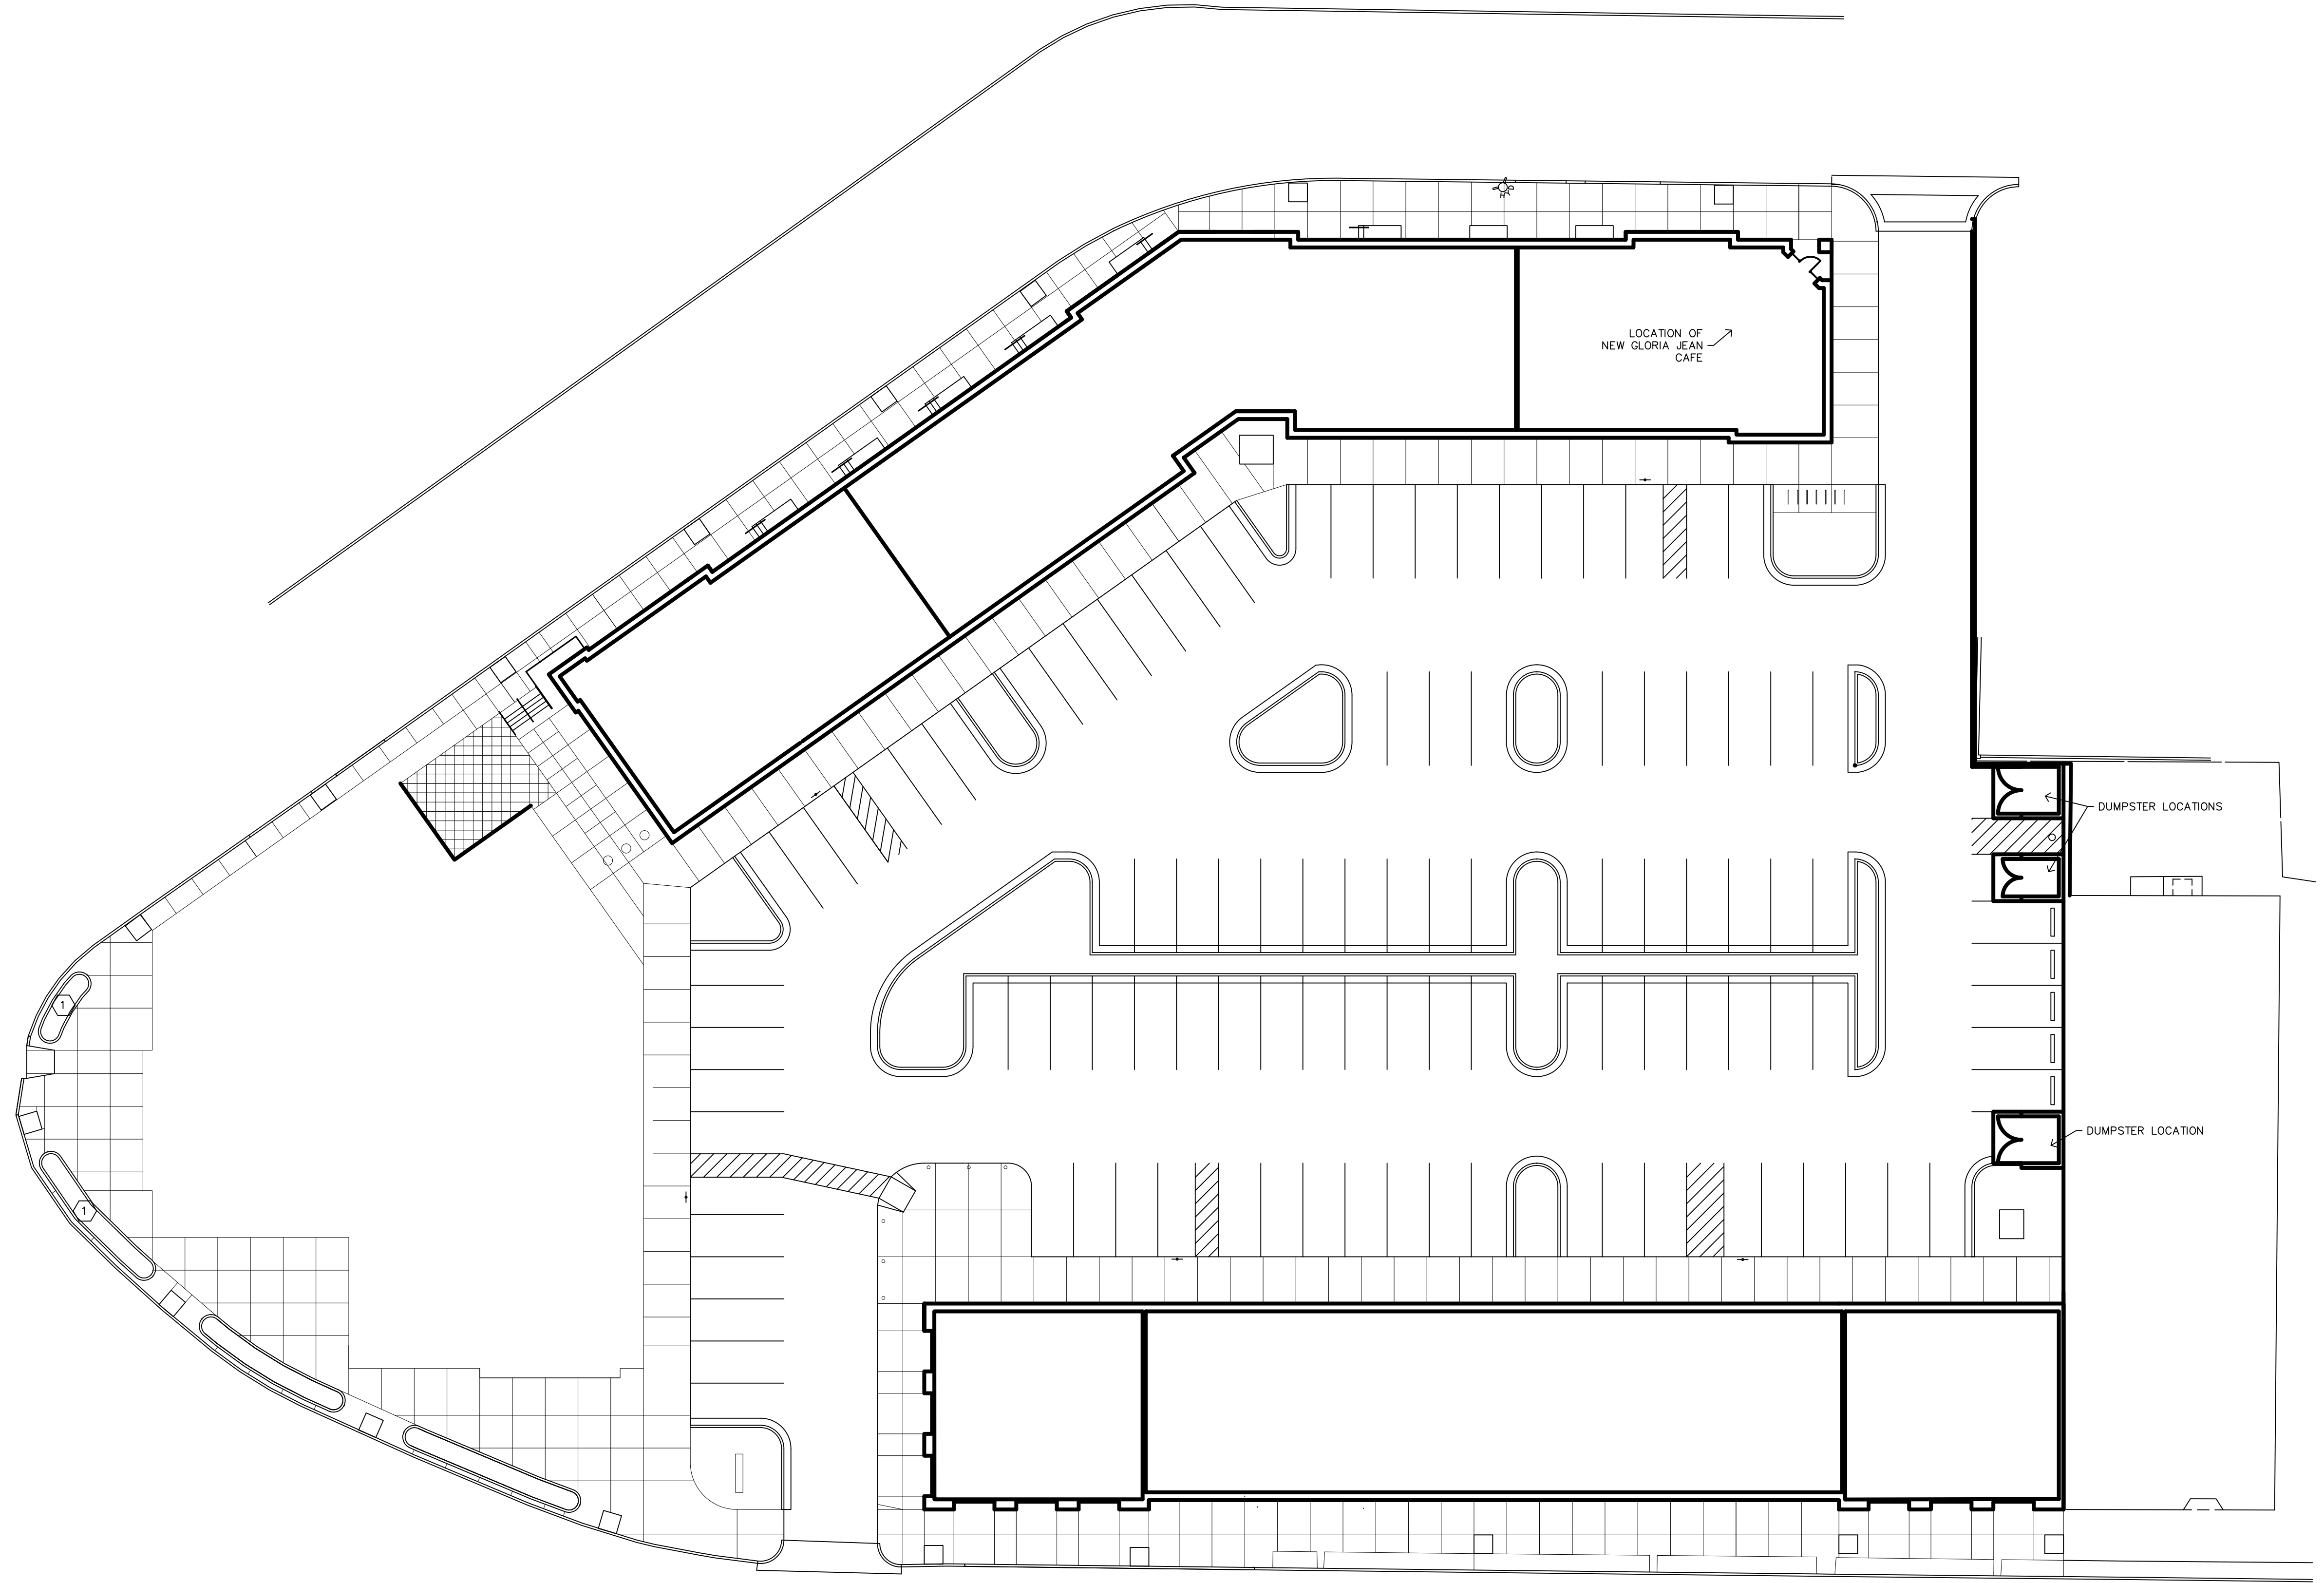 LOCATION OF
NEW GLORIA JEAN
CAFE
DUMPSTER LOCATIONS
1
DUMPSTER LOCATION
1